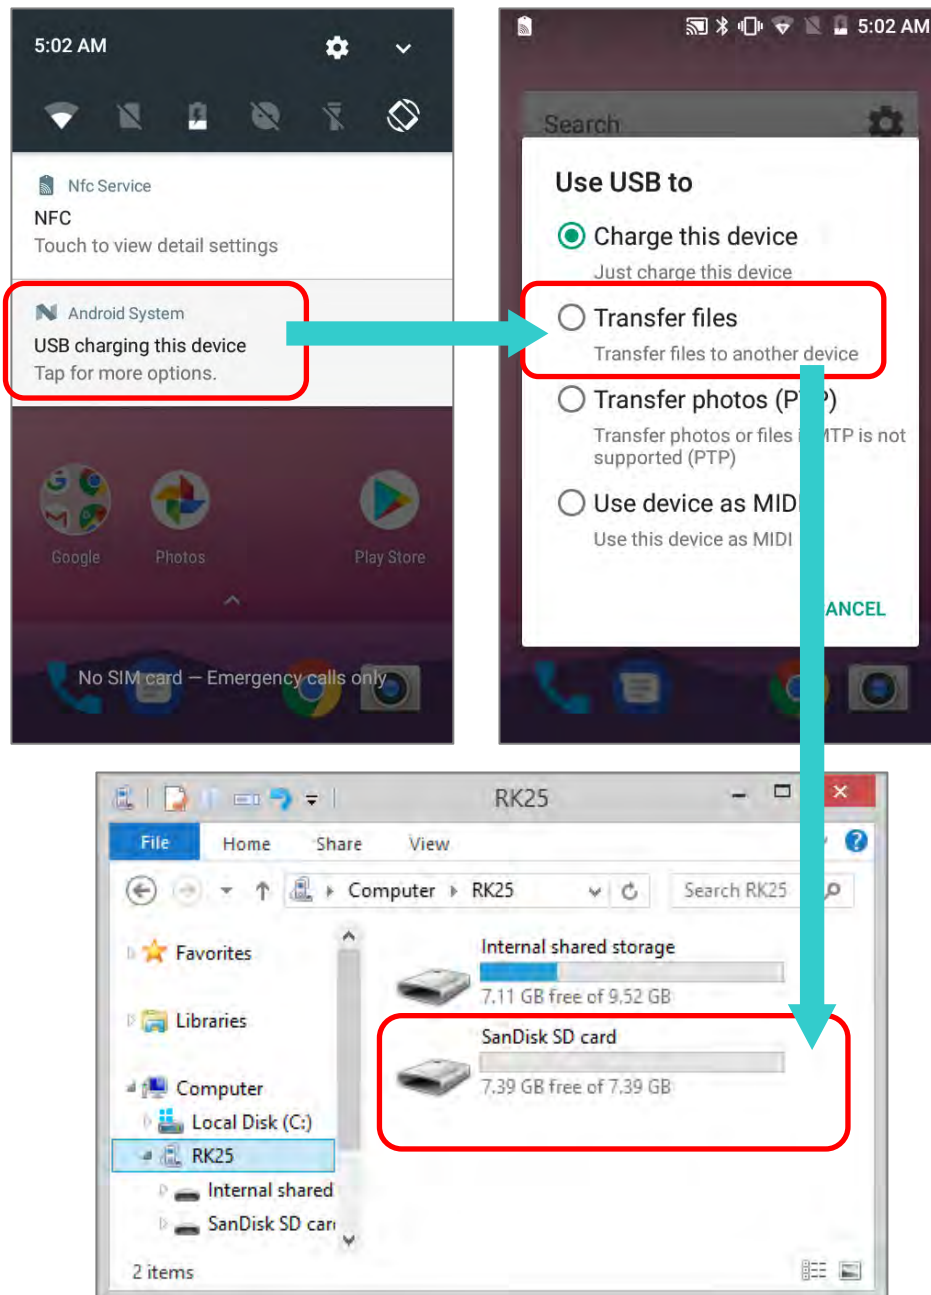 5:02 AM
Nfc Service
NFC
Touch to view detail settings
Android System
USB charging this device
Tap for more options.
Google
Photos
Play Store
No SIM card — Emergency calls only
5:02 AM
Search
Use USB to
Charge this device
Just charge this device
Transfer files
Transfer files to another device
Transfer photos (P )
Transfer photos or files MTP is not
supported (PTP)
Use device as MIDI
Use this device as MIDI
ANCEL
RK25
File Home Share View
Computer RK25
Search RK25
Favorites
Libraries
Computer
Local Disk (C:)
RK25
Internal shared
SanDisk SD car
Internal shared storage
7.11 GB free of 9.52 GB
SanDisk SD card
7.39 GB free of 7.39 GB
2 items